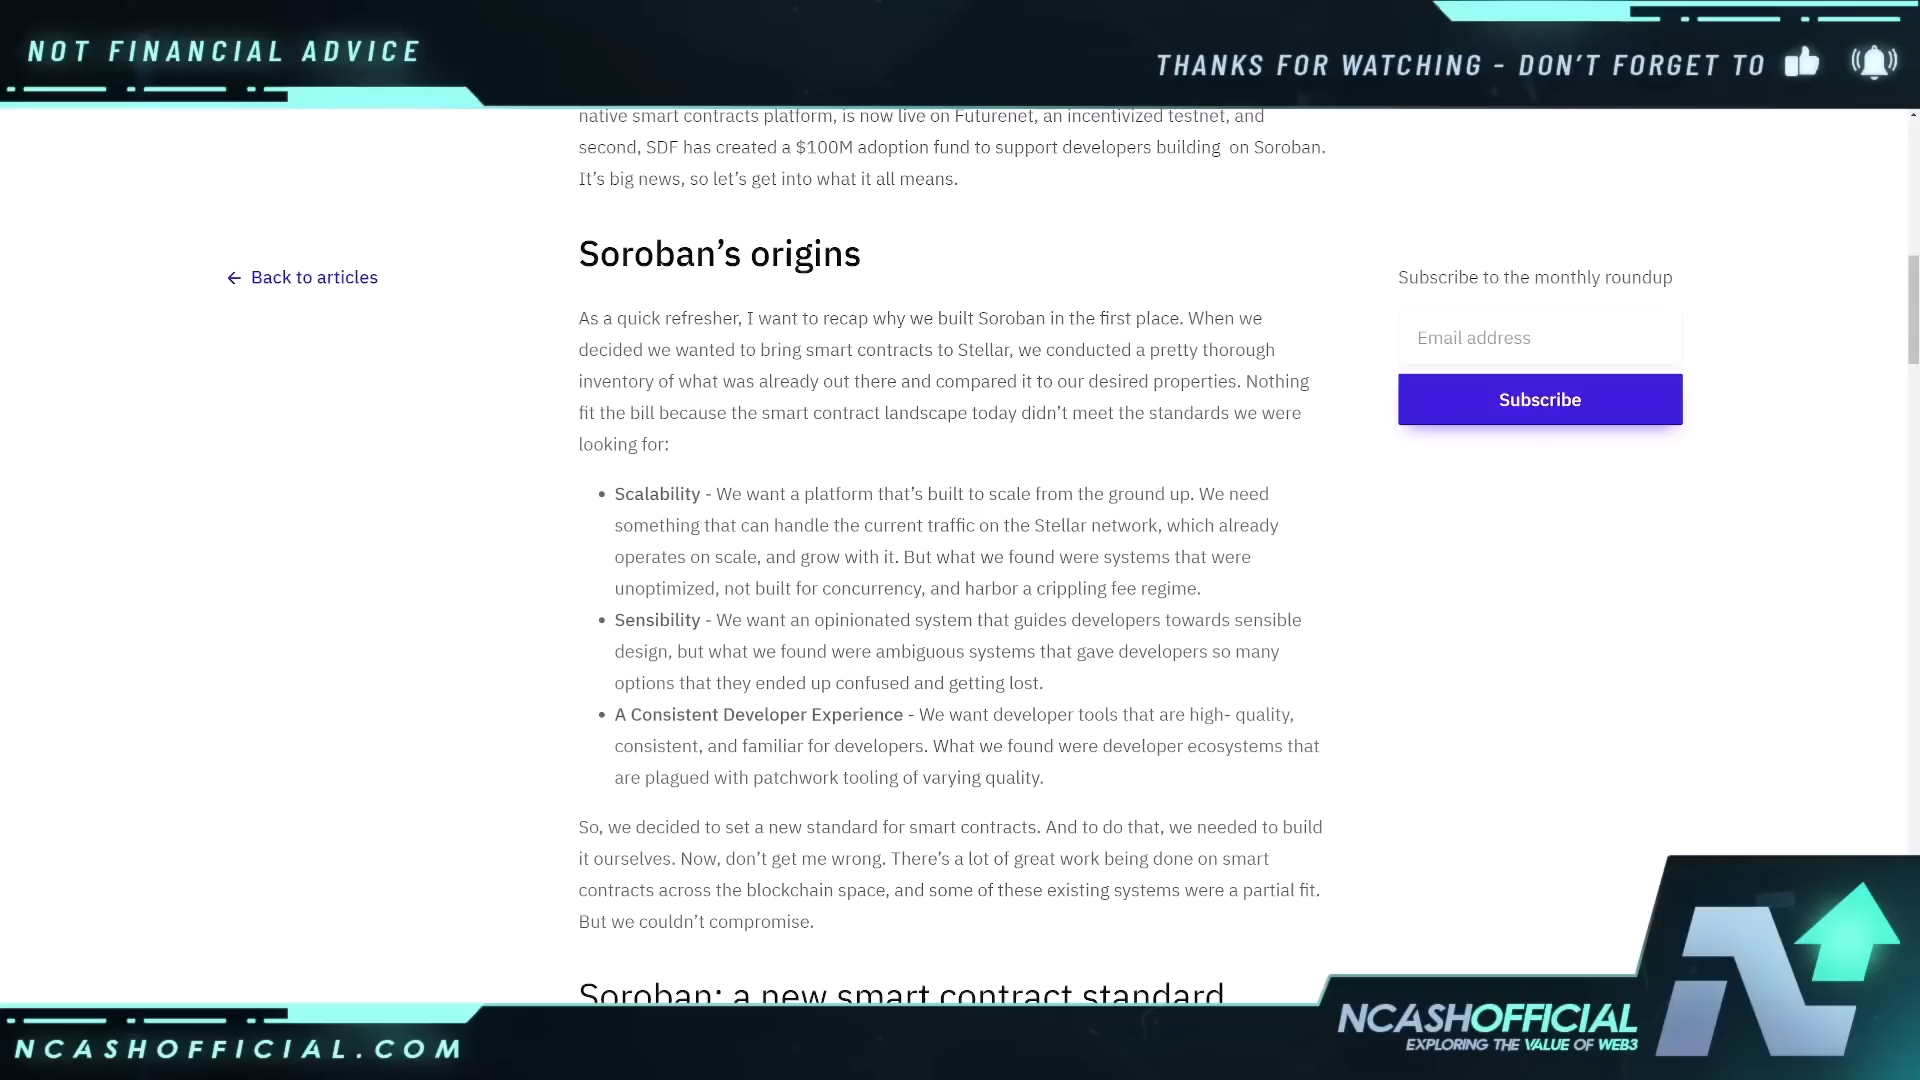 NOT FINANCIAL ADVICE
THANKS FOR WATCHING - DON'T FORGET TO
native smart contracts platform, is now live on Futurenet, an incentivized testnet, and
second, SDF has created a $100M adoption fund to support developers building on Soroban.
It’s big news, so let’s get into what it all means.
Soroban’s origins
← Back to articles
Subscribe to the monthly roundup
Email address
Subscribe
As a quick refresher, I want to recap why we built Soroban in the first place. When we
decided we wanted to bring smart contracts to Stellar, we conducted a pretty thorough
inventory of what was already out there and compared it to our desired properties. Nothing
fit the bill because the smart contract landscape today didn’t meet the standards we were
looking for:
• Scalability - We want a platform that’s built to scale from the ground up. We need
something that can handle the current traffic on the Stellar network, which already
operates on scale, and grow with it. But what we found were systems that were
unoptimized, not built for concurrency, and harbor a crippling fee regime.
• Sensibility - We want an opinionated system that guides developers towards sensible
design, but what we found were ambiguous systems that gave developers so many
options that they ended up confused and getting lost.
• A Consistent Developer Experience - We want developer tools that are high- quality,
consistent, and familiar for developers. What we found were developer ecosystems that
are plagued with patchwork tooling of varying quality.
So, we decided to set a new standard for smart contracts. And to do that, we needed to build
it ourselves. Now, don’t get me wrong. There’s a lot of great work being done on smart
contracts across the blockchain space, and some of these existing systems were a partial fit.
But we couldn’t compromise.
Soroban: a new smart contract standard
NCASHOFFICIAL
EXPLORING THE VALUE OF WEB3
NCASHOFFICIAL.COM